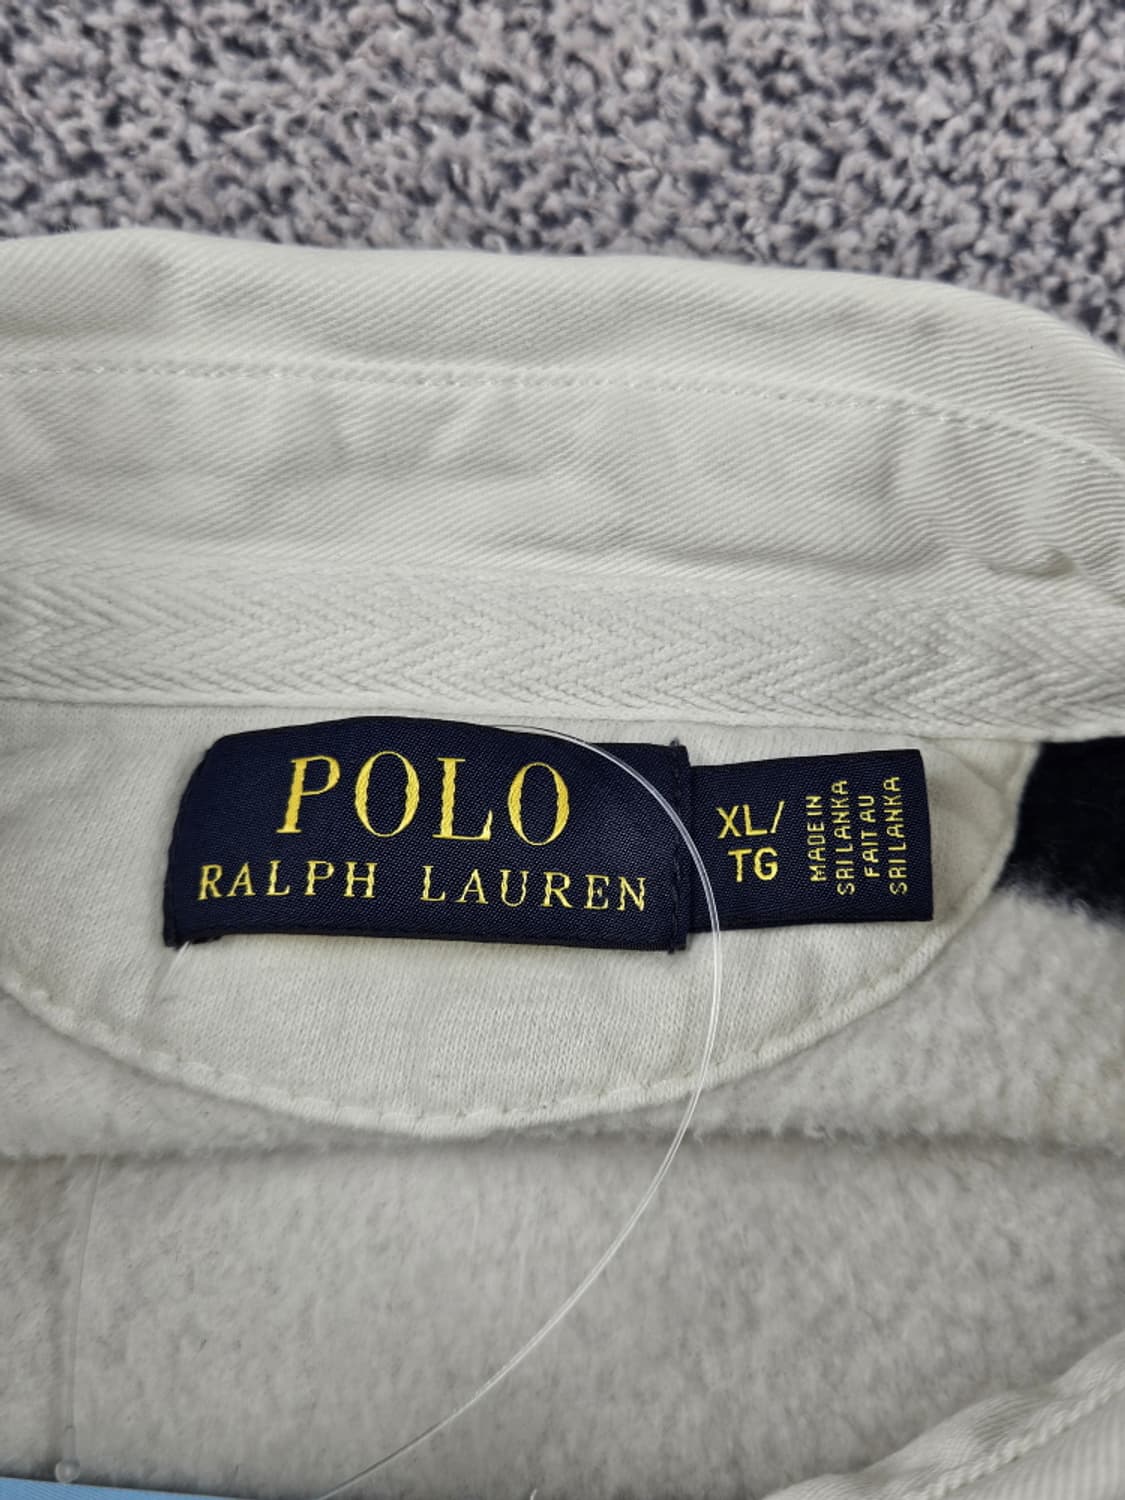 POLO
RALPH LAUREN
XL/
TG
MADE IN
SRI LANKA
FAIT AU
SRI LANKA